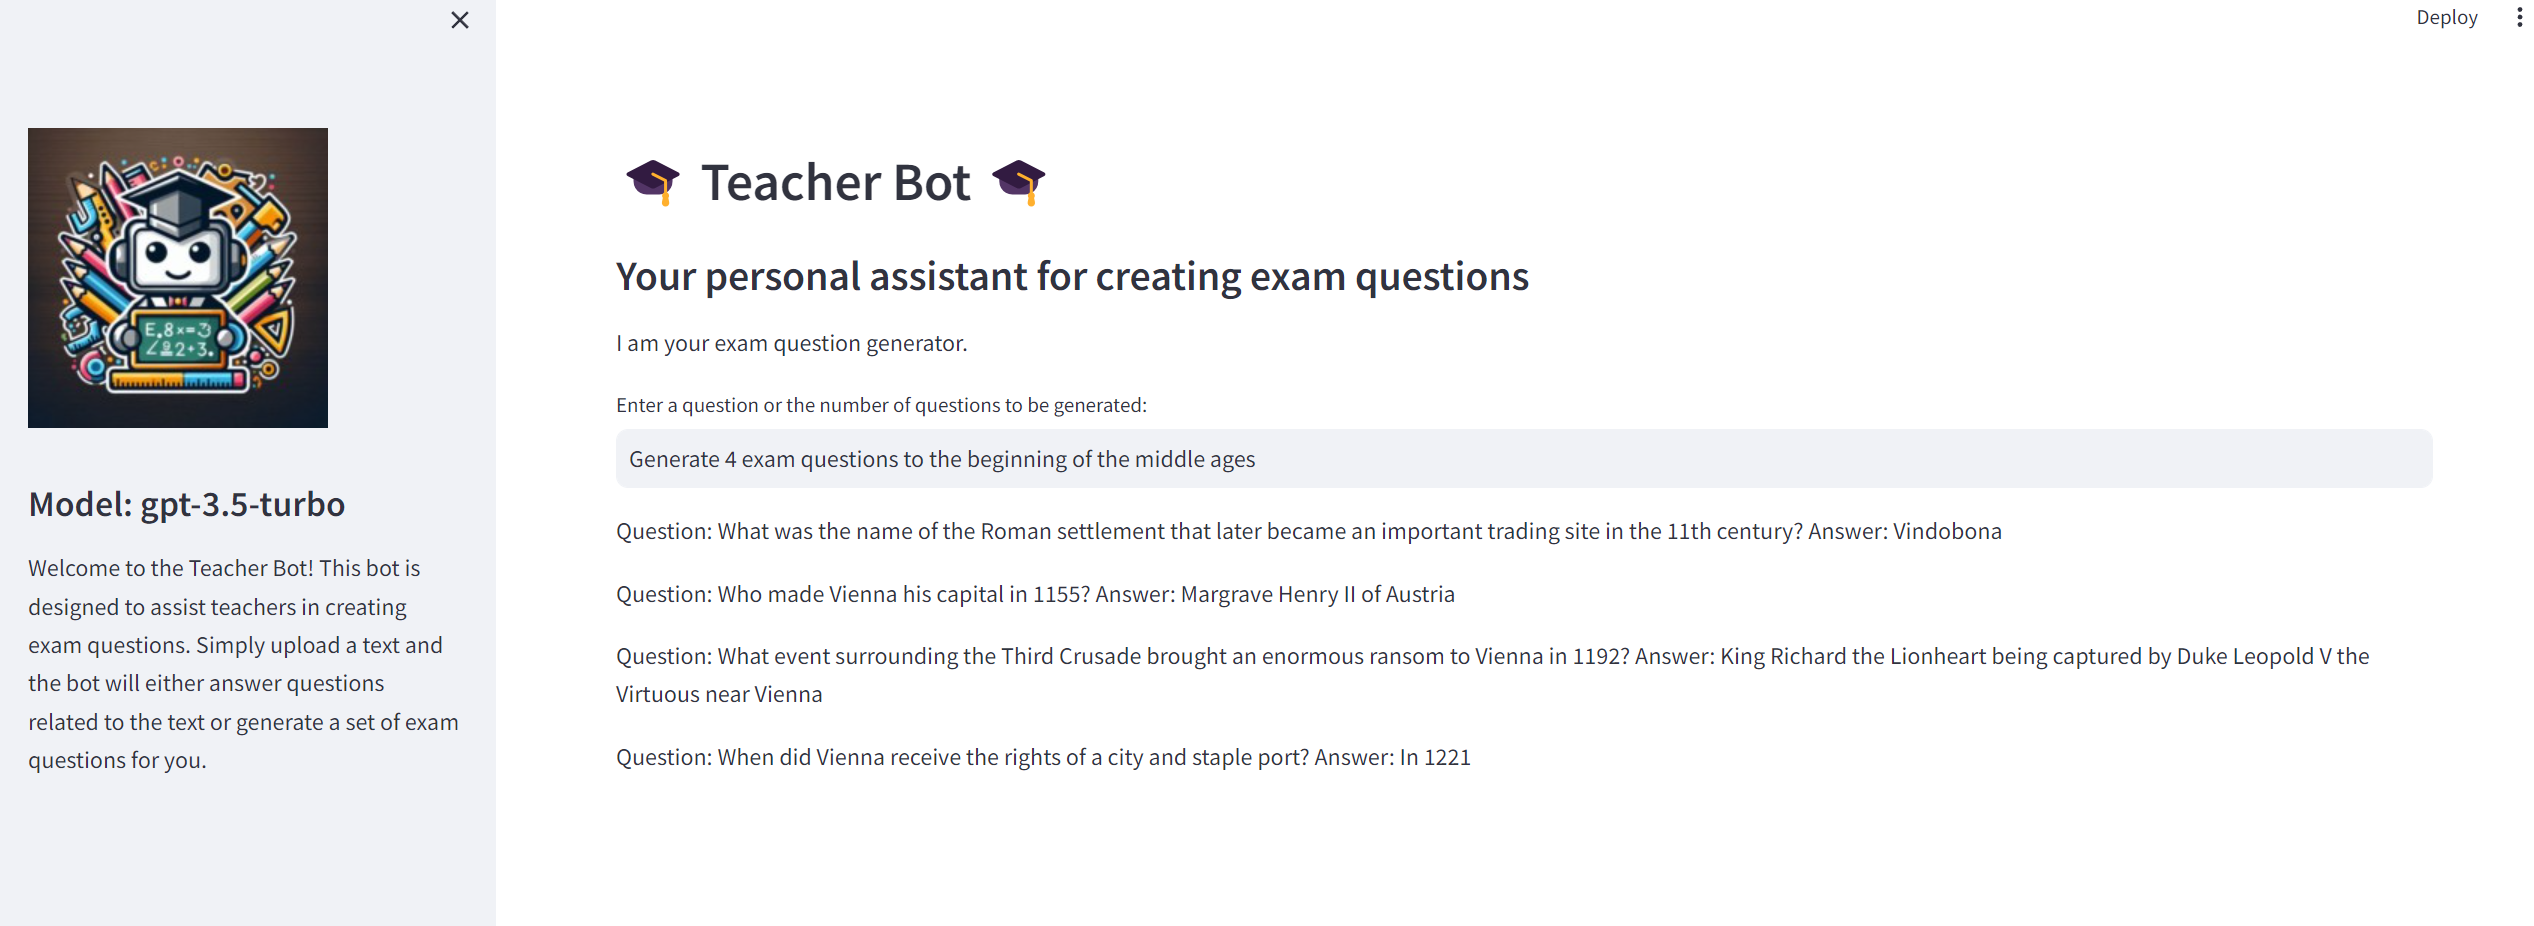 Deploy
E.8x=3
2+3.
Model: gpt-3.5-turbo
Welcome to the Teacher Bot! This bot is
designed to assist teachers in creating
exam questions. Simply upload a text and
the bot will either answer questions
related to the text or generate a set of exam
questions for you.
Teacher Bot
Your personal assistant for creating exam questions
I am your exam question generator.
Enter a question or the number of questions to be generated:
Generate 4 exam questions to the beginning of the middle ages
Question: What was the name of the Roman settlement that later became an important trading site in the 11th century? Answer: Vindobona
Question: Who made Vienna his capital in 1155? Answer: Margrave Henry II of Austria
Question: What event surrounding the Third Crusade brought an enormous ransom to Vienna in 1192? Answer: King Richard the Lionheart being captured by Duke Leopold V the
Virtuous near Vienna
Question: When did Vienna receive the rights of a city and staple port? Answer: In 1221